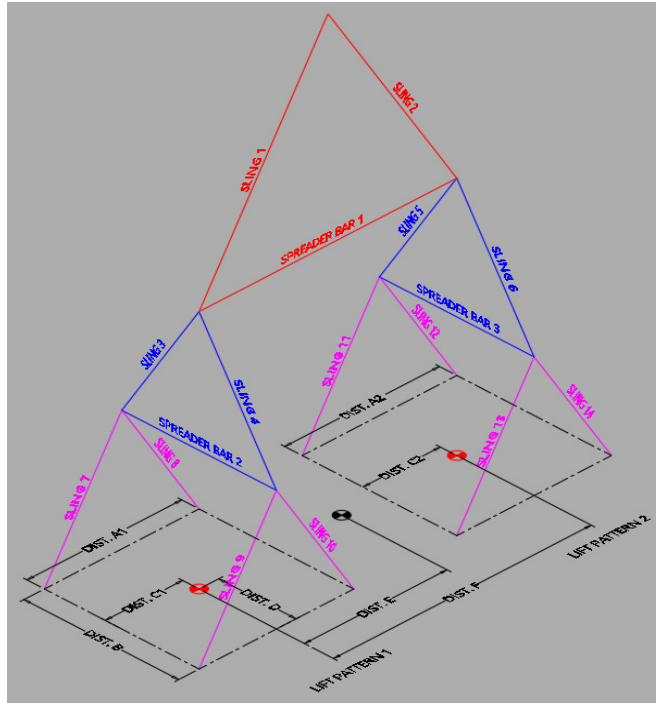 SLING 2
SLING 1
SPREADER BAR 1
SLING 5
SLING 6
SPREADER BAR 3
SLING 12
SLING 11
SLING 3
SLING 4
SLING 14
SLING 13
DIST. A2
DIST. C2
SPREADER BAR 2
SLING 8
SLING 7
SLING 10
SLING 9
DIST. A1
LIFT PATTERN 2
DIST. F
DIST. E
DIST. D
DIST. C1
DIST. B
LIFT PATTERN 1